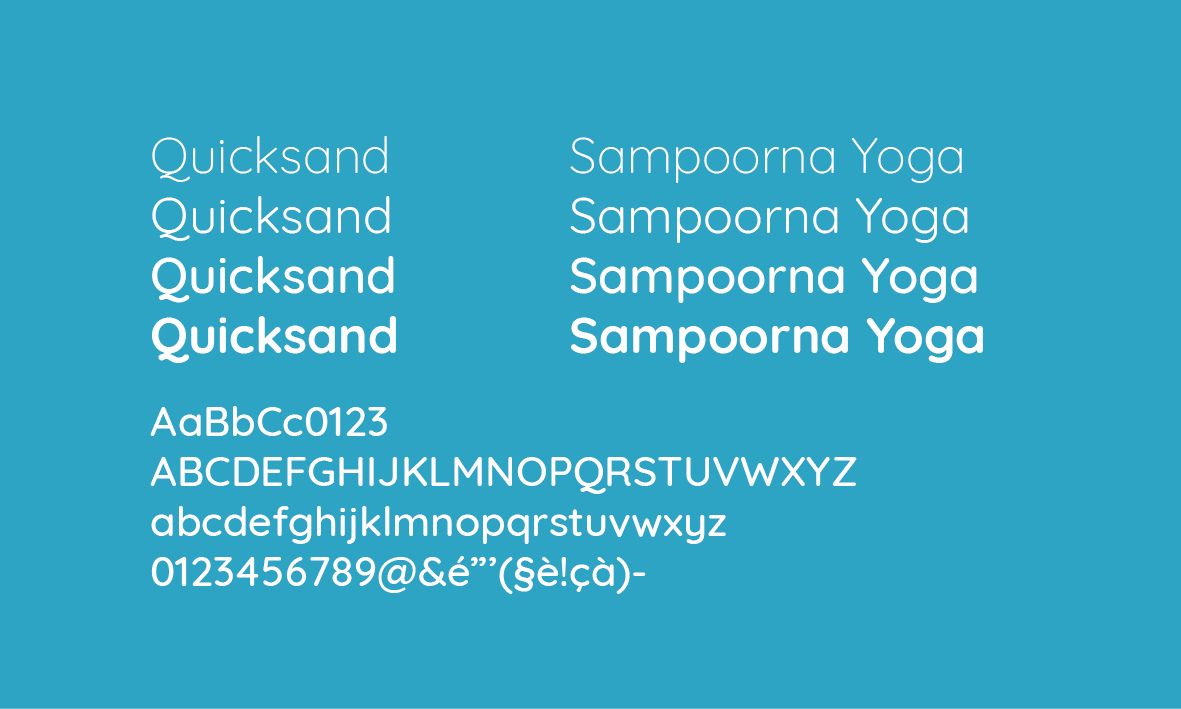 Quicksand Sampoorna Yoga
Quicksand Sampoorna Yoga
Quicksand Sampoorna Yoga
Quicksand Sampoorna Yoga
AaBbCc0123
ABCDEFGHIJKLMNOPQRSTUVWXYZ
abcdefghijklmnopqrstuvwxyz
0123456789@&é”’(§è!çà)-